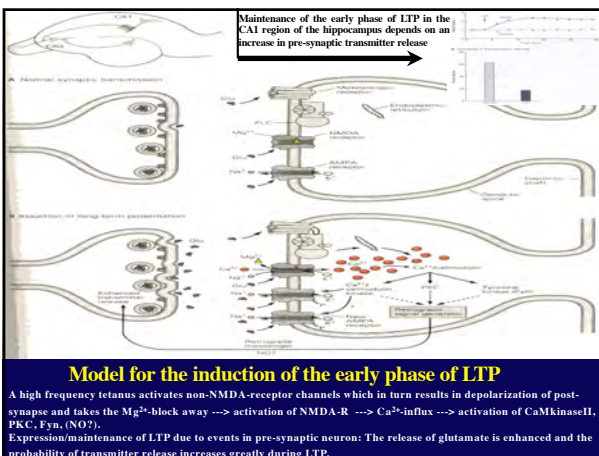 Maintenance of the early phase of LTP in the
CA1 region of the hippocampus depends on an
increase in pre-synaptic transmitter release
A Normal synaptic transmission
Glu
Metabotropic
receptor
PLC
Endoplasmic
reticulum
Mg²⁺
NMDA
receptor
Glu
AMPA
receptor
Na⁺
K⁺
Dendritic
shaft
Dendritic
spine
B Induction of long-term potentiation
Glu
Mg²⁺
Ca²⁺
Ca²⁺
Na⁺
K⁺
Ca²⁺/calmodulin
Glu
Ca²⁺/
calmodulin
kinase
PKC
Tyrosine
kinase (Fyn)
Enhanced
transmitter
release
Na⁺
Na⁺
K⁺
New
AMPA
receptor
Retrograde
signal generator
Retrograde
messenger
NO?
Model for the induction of the early phase of LTP
A high frequency tetanus activates non-NMDA-receptor channels which in turn results in depolarization of post-
synapse and takes the Mg²⁺-block away ---> activation of NMDA-R ---> Ca²⁺-influx ---> activation of CaMkinaseII,
PKC, Fyn, (NO?).
Expression/maintenance of LTP due to events in pre-synaptic neuron: The release of glutamate is enhanced and the
probability of transmitter release increases greatly during LTP.